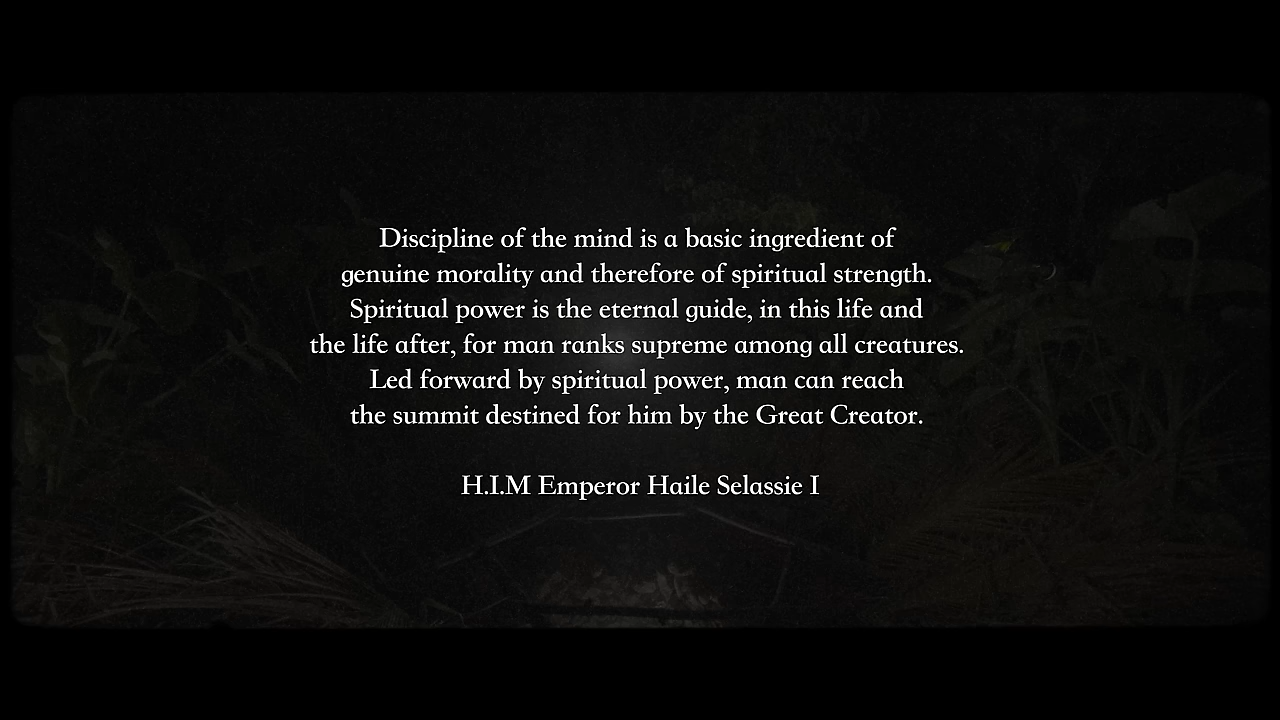 Discipline of the mind is a basic ingredient of
genuine morality and therefore of spiritual strength.
Spiritual power is the eternal guide, in this life and
the life after, for man ranks supreme among all creatures.
Led forward by spiritual power, man can reach
the summit destined for him by the Great Creator.
H.I.M Emperor Haile Selassie I